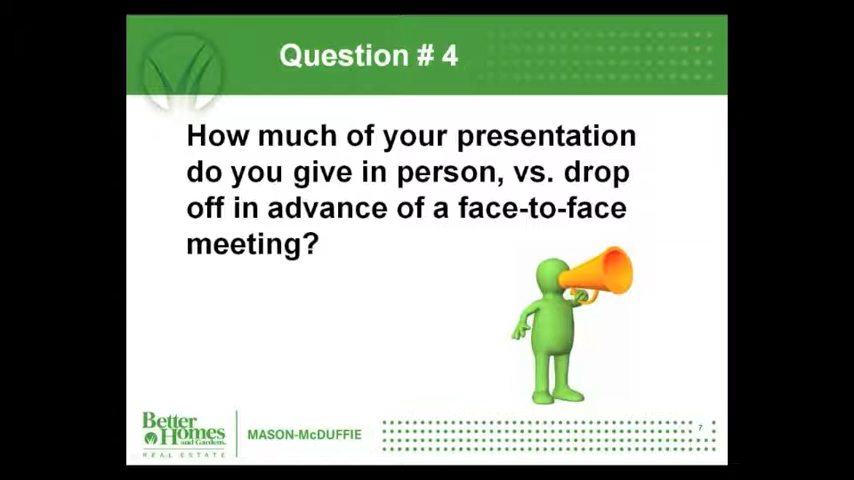 Question # 4
How much of your presentation
do you give in person, vs. drop
off in advance of a face-to-face
meeting?
Better
Homes
and Gardens
REAL ESTATE
MASON-McDUFFIE
7